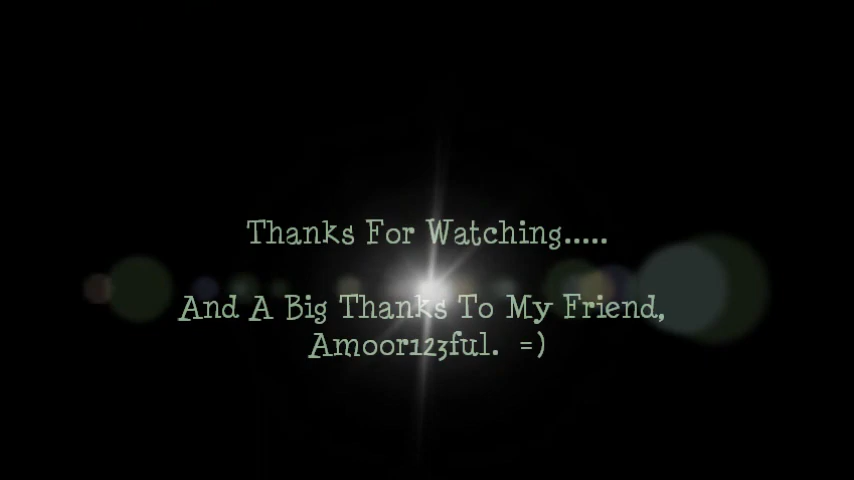 Thanks For Watching.....
And A Big Thanks To My Friend,
Amoor123ful. =)